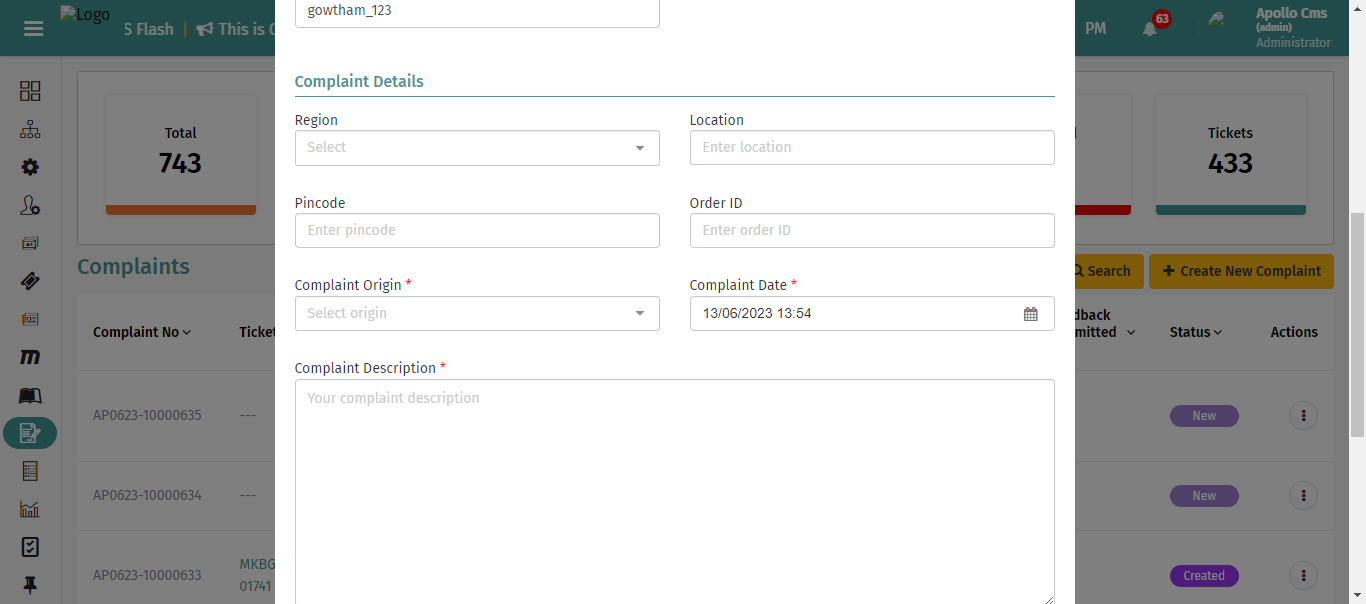 Logo
S Flash | This is C
PM
63
Apollo Cms
(admin)
Administrator
gowtham_123
Complaint Details
Region
Location
Select
Enter location
Pincode
Order ID
Enter pincode
Enter order ID
Complaint Origin *
Complaint Date *
Select origin
13/06/2023 13:54
Complaint Description *
Your complaint description
Total
743
Tickets
433
Complaints
Search
Create New Complaint
Complaint No
Ticket
dback
mitted
Status
Actions
AP0623-10000635
---
New
AP0623-10000634
---
New
AP0623-10000633
MKBG
01741
Created